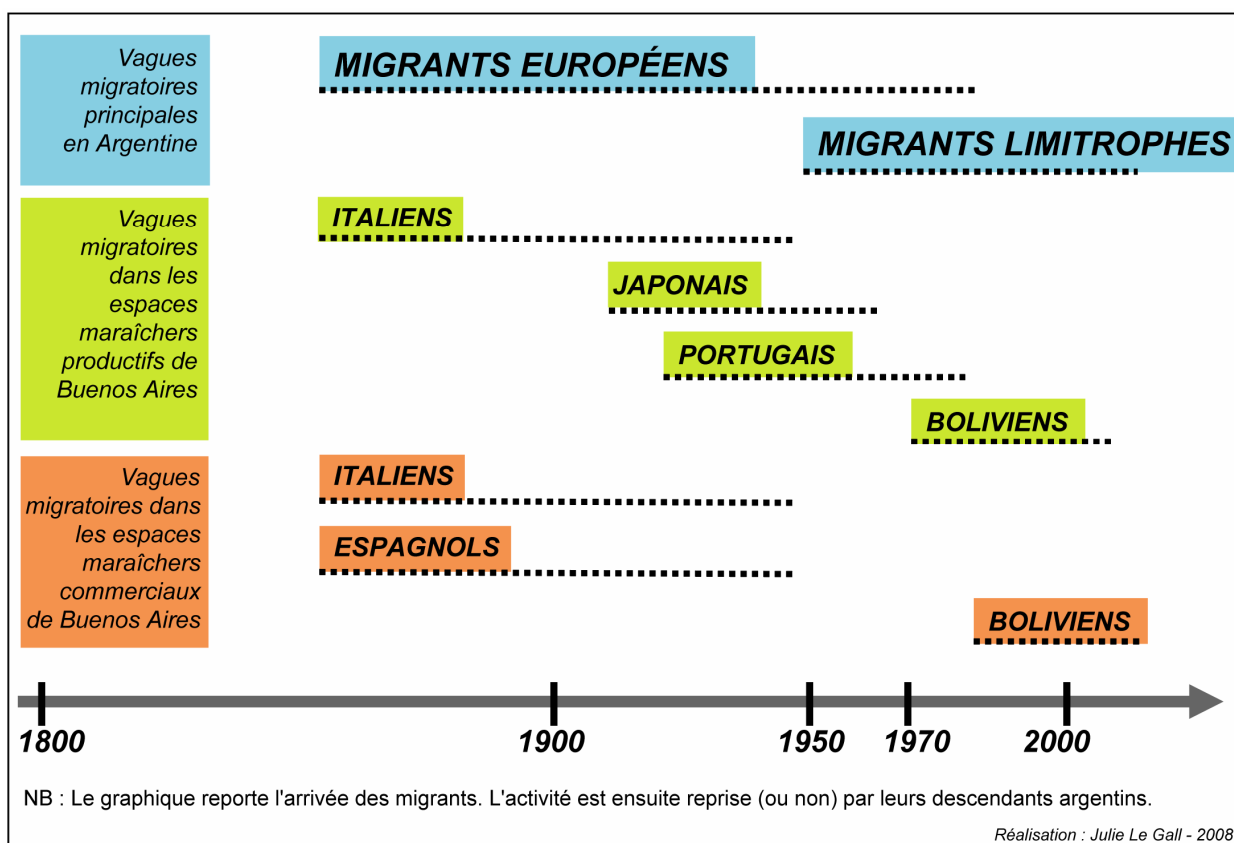 Vagues
migratoires
principales
en Argentine
MIGRANTS EUROPÉENS
MIGRANTS LIMITROPHES
Vagues
migratoires
dans les
espaces
maraîchers
productifs de
Buenos Aires
ITALIENS
JAPONAIS
PORTUGAIS
BOLIVIENS
Vagues
migratoires dans
les espaces
maraîchers
commerciaux
de Buenos Aires
ITALIENS
ESPAGNOLS
BOLIVIENS
1800 1900 1950 1970 2000
NB : Le graphique reporte l'arrivée des migrants. L'activité est ensuite reprise (ou non) par leurs descendants argentins.
Réalisation : Julie Le Gall - 2008